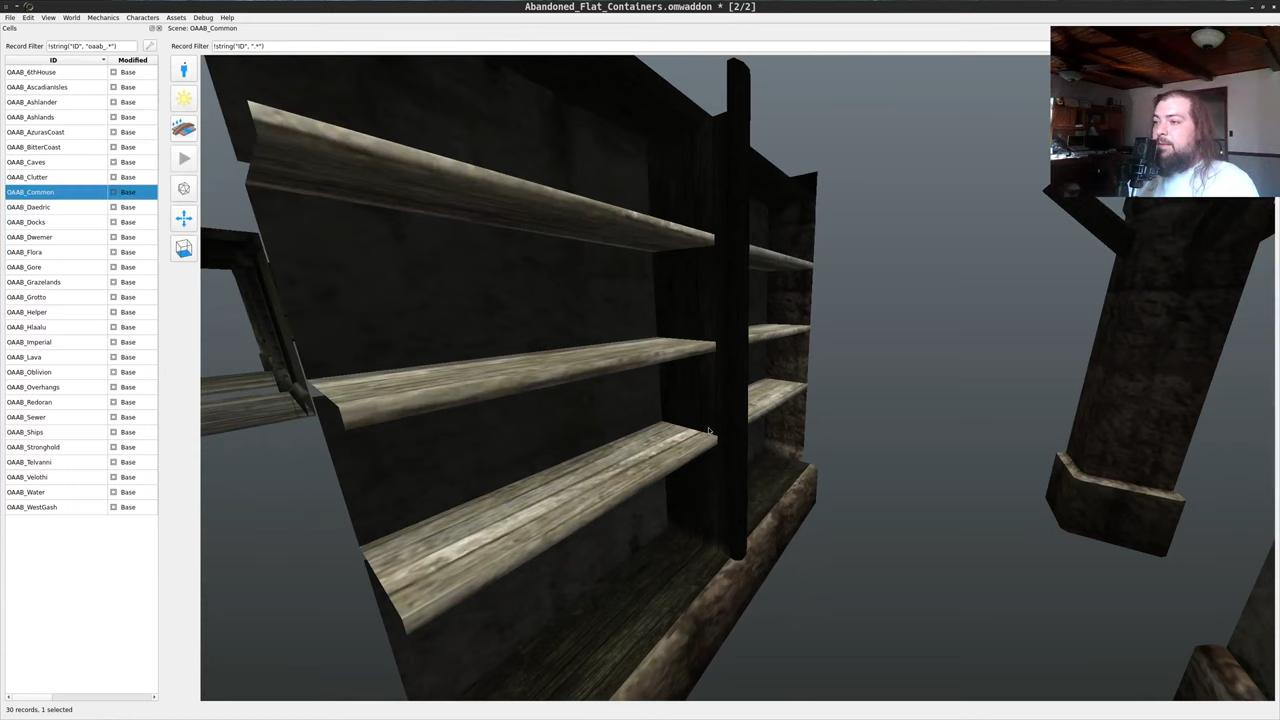 Abandoned_Flat_Containers.omwaddon * [2/2]
File Edit View World Mechanics Characters Assets Debug Help
Cells
Scene: OAAB_Common
Record Filter !string("ID", "oaab_.*")
Record Filter !string("ID", ".*")
ID Modified
OAAB_6thHouse Base
OAAB_AscadianIsles Base
OAAB_Ashlander Base
OAAB_Ashlands Base
OAAB_AzurasCoast Base
OAAB_BitterCoast Base
OAAB_Caves Base
OAAB_Clutter Base
OAAB_Common Base
OAAB_Daedric Base
OAAB_Docks Base
OAAB_Dwemer Base
OAAB_Flora Base
OAAB_Gore Base
OAAB_Grazelands Base
OAAB_Grotto Base
OAAB_Helper Base
OAAB_Hlaalu Base
OAAB_Imperial Base
OAAB_Lava Base
OAAB_Oblivion Base
OAAB_Overhangs Base
OAAB_Redoran Base
OAAB_Sewer Base
OAAB_Ships Base
OAAB_Stronghold Base
OAAB_Telvanni Base
OAAB_Velothi Base
OAAB_Water Base
OAAB_WestGash Base
30 records, 1 selected